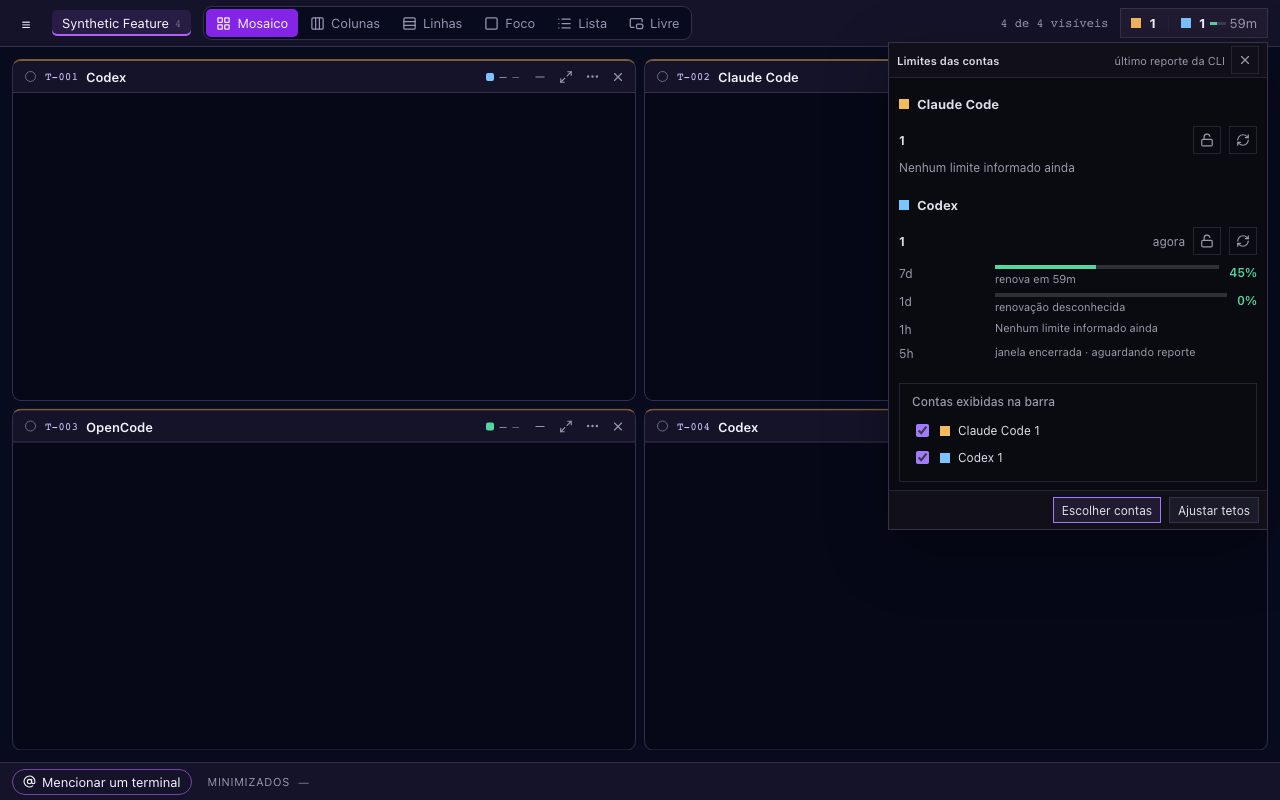 Synthetic Feature 4
Mosaico
Colunas
Linhas
Foco
Lista
Livre
4 de 4 visíveis
1
1
59m
T-001 Codex
T-002 Claude Code
Limites das contas
último reporte da CLI
Claude Code
1
Nenhum limite informado ainda
Codex
1
agora
7d
45%
renova em 59m
1d
0%
renovação desconhecida
1h
Nenhum limite informado ainda
5h
janela encerrada · aguardando reporte
Contas exibidas na barra
Claude Code 1
Codex 1
Escolher contas
Ajustar tetos
T-003 OpenCode
T-004 Codex
@ Mencionar um terminal
MINIMIZADOS —